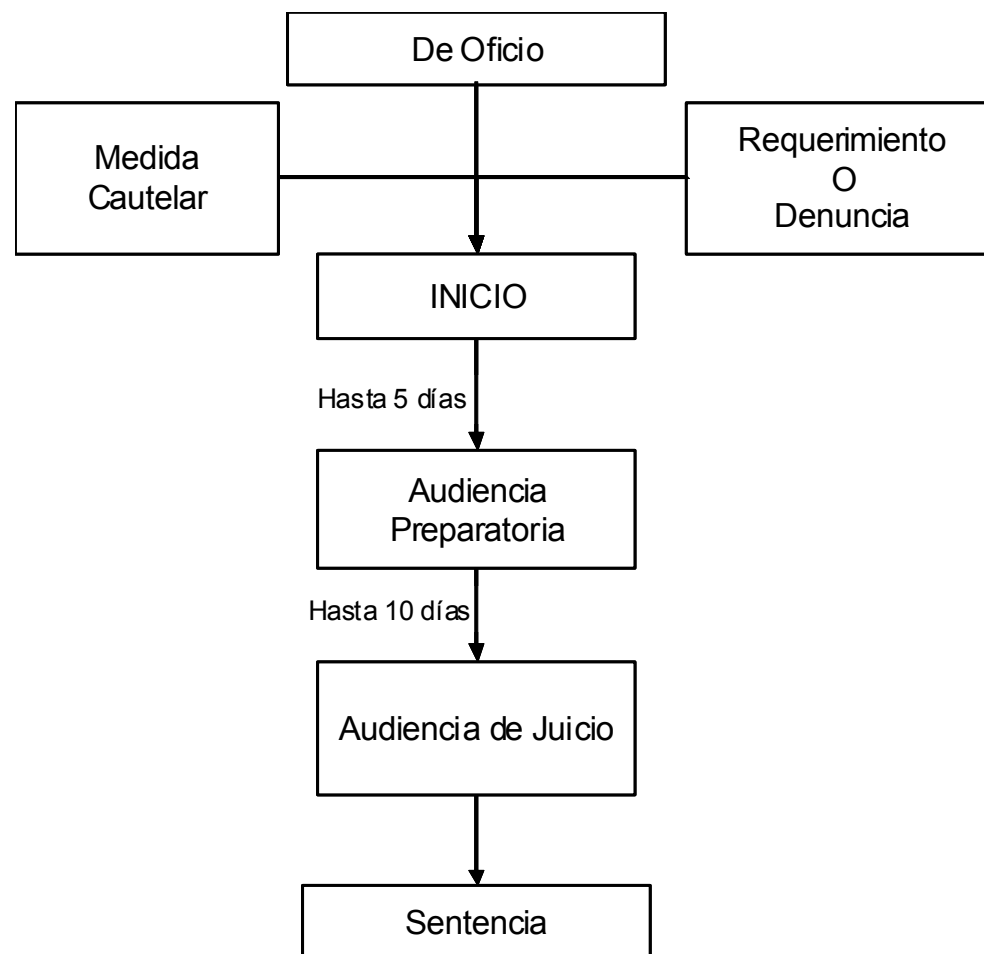 De Oficio
Medida
Cautelar
Requerimiento
O
Denuncia
INICIO
Hasta 5 días
Audiencia
Preparatoria
Hasta 10 días
Audiencia de Juicio
Sentencia